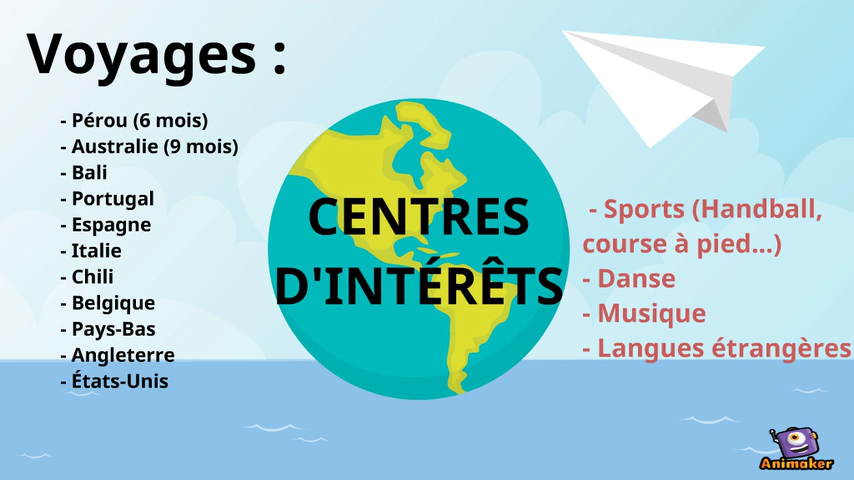 Voyages :
- Pérou (6 mois)
- Australie (9 mois)
- Bali
- Portugal
- Espagne
- Italie
- Chili
- Belgique
- Pays-Bas
- Angleterre
- États-Unis
CENTRES
D'INTÉRÊTS
- Sports (Handball,
course à pied...)
- Danse
- Musique
- Langues étrangères
Animaker